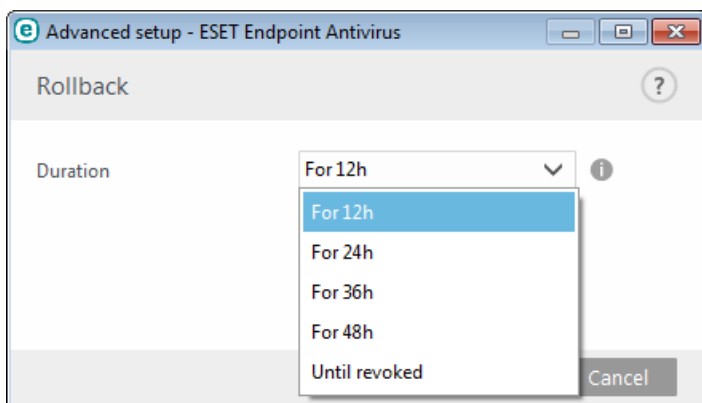 e Advanced setup - ESET Endpoint Antivirus
Rollback ?
Duration For 12h i
For 12h
For 24h
For 36h
For 48h
Until revoked
Cancel